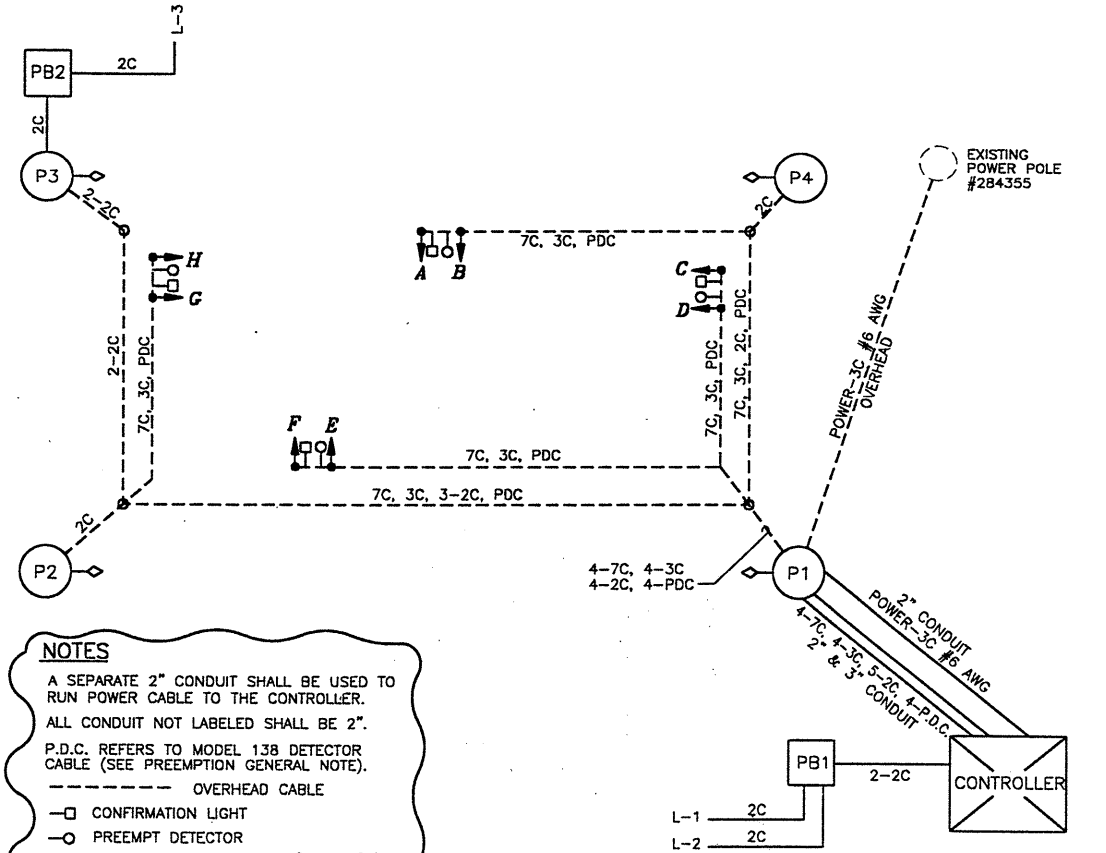 L-3
PB2
2C
2C
P3
2-2C
P4
2C
EXISTING
POWER POLE
#284355
7C, 3C, PDC
A
B
H
G
C
D
2-2C
7C, 3C, PDC
7C, 3C, PDC
7C, 3C, 2C, PDC
POWER-3C #6 AWG
OVERHEAD
F
E
7C, 3C, PDC
7C, 3C, 3-2C, PDC
2C
P2
4-7C, 4-3C
4-2C, 4-PDC
P1
2" CONDUIT
POWER-3C #6 AWG
4-7C, 4-3C, 5-2C, 4-P.D.C.
2" & 3" CONDUIT
NOTES
A SEPARATE 2" CONDUIT SHALL BE USED TO
RUN POWER CABLE TO THE CONTROLLER.
ALL CONDUIT NOT LABELED SHALL BE 2".
P.D.C. REFERS TO MODEL 138 DETECTOR
CABLE (SEE PREEMPTION GENERAL NOTE).
OVERHEAD CABLE
CONFIRMATION LIGHT
PREEMPT DETECTOR
PB1
2-2C
CONTROLLER
L-1
2C
L-2
2C